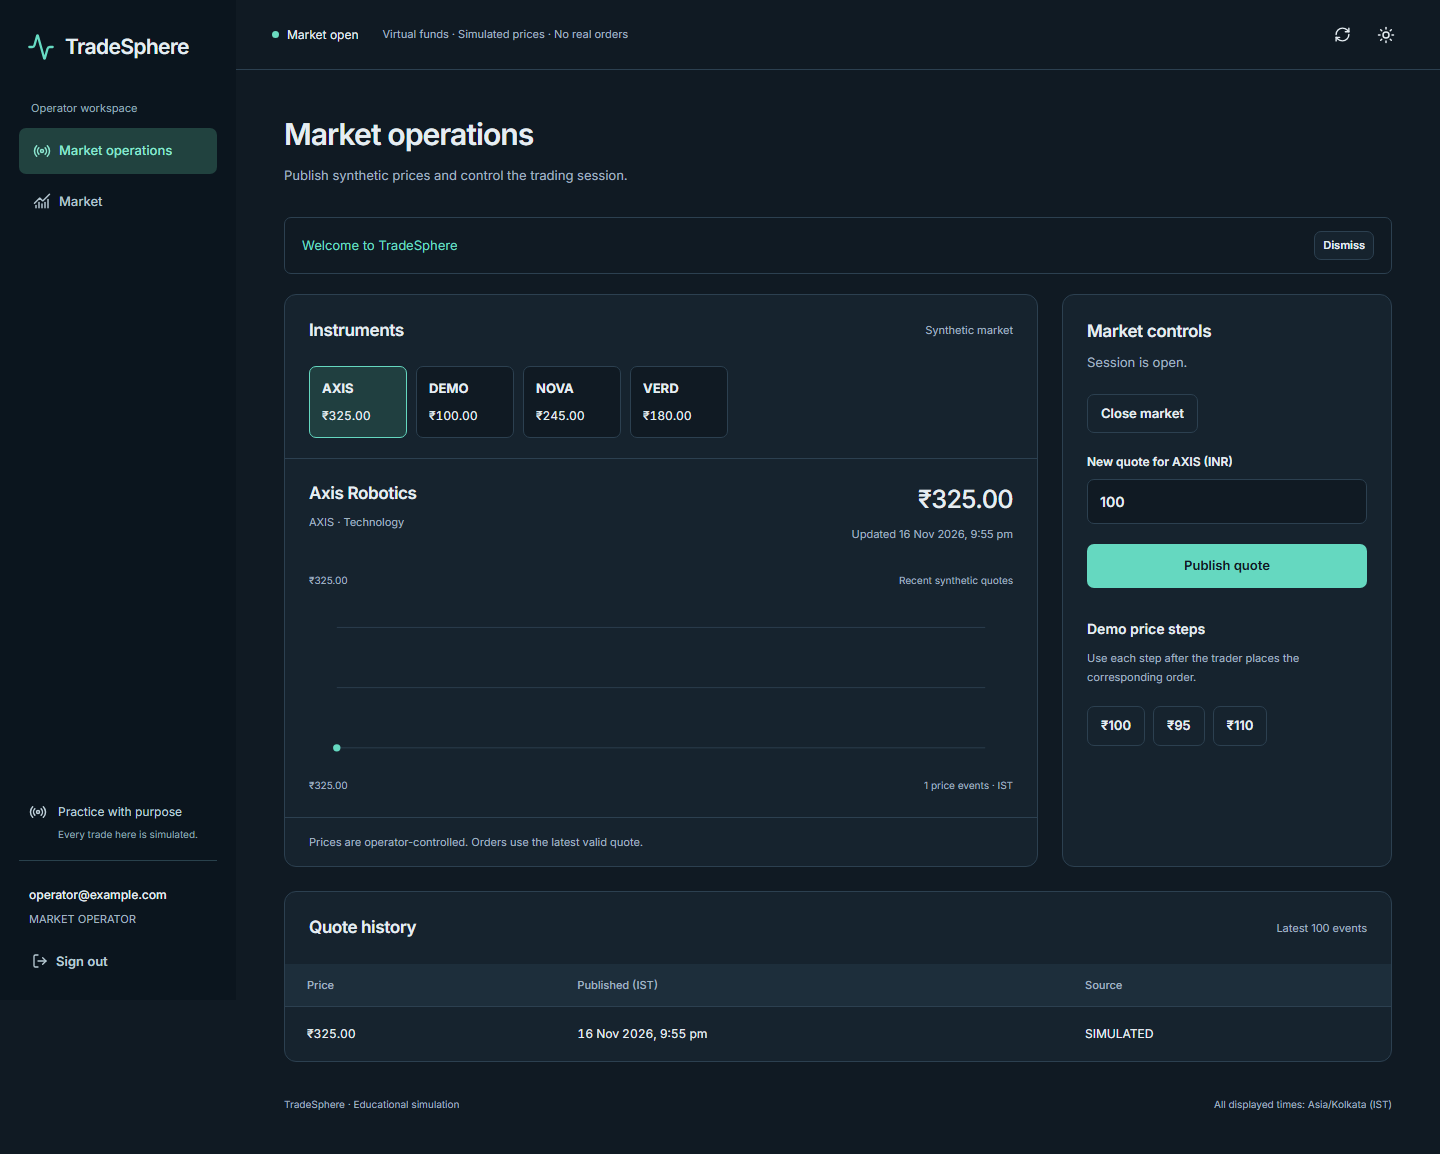 TradeSphere
Operator workspace
Market operations
Market
Practice with purpose
Every trade here is simulated.
operator@example.com
MARKET OPERATOR
Sign out
Market open
Virtual funds · Simulated prices · No real orders
Market operations
Publish synthetic prices and control the trading session.
Welcome to TradeSphere
Dismiss
Instruments
Synthetic market
AXIS
₹325.00
DEMO
₹100.00
NOVA
₹245.00
VERD
₹180.00
Axis Robotics
AXIS · Technology
₹325.00
Updated 16 Nov 2026, 9:55 pm
₹325.00
Recent synthetic quotes
₹325.00
1 price events · IST
Prices are operator-controlled. Orders use the latest valid quote.
Market controls
Session is open.
Close market
New quote for AXIS (INR)
100
Publish quote
Demo price steps
Use each step after the trader places the
corresponding order.
₹100
₹95
₹110
Quote history
Latest 100 events
Price
Published (IST)
Source
₹325.00
16 Nov 2026, 9:55 pm
SIMULATED
TradeSphere · Educational simulation
All displayed times: Asia/Kolkata (IST)